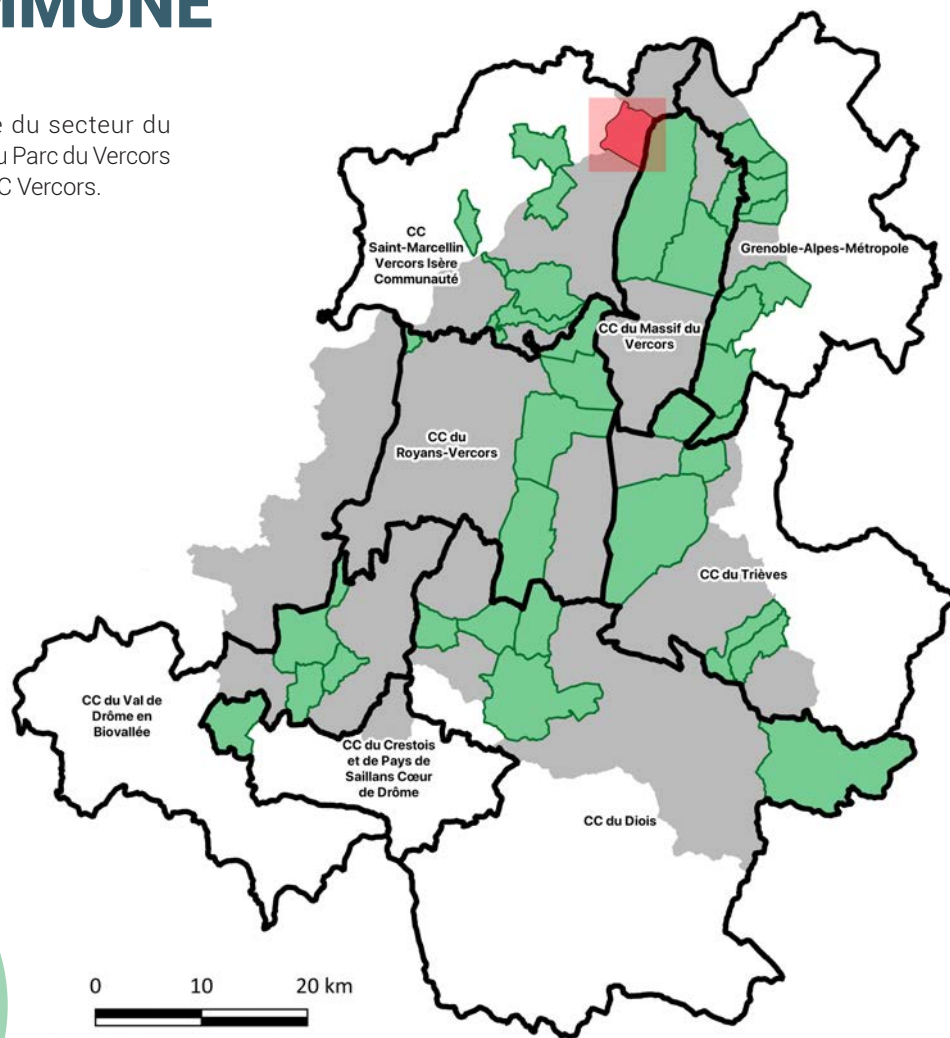 e du secteur du
u Parc du Vercors
C Vercors.
CC
Saint-Marcellin
Vercors Isère
Communauté
Grenoble-Alpes-Métropole
CC du Massif du
Vercors
CC du
Royans-Vercors
CC du Trièves
CC du Val de
Drôme en
Biovallée
CC du Crestois
et de Pays de
Saillans Cœur
de Drôme
CC du Diois
0 10 20 km